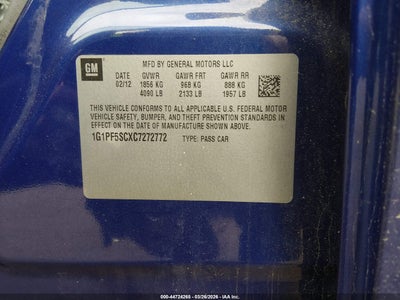 GM
MFD BY GENERAL MOTORS LLC
DATE GVWR GAWR FRT GAWR RR
02/12 1856 KG 968 KG 888 KG
4090 LB 2133 LB 1957 LB
THIS VEHICLE CONFORMS TO ALL APPLICABLE U.S. FEDERAL MOTOR
VEHICLE SAFETY, BUMPER, AND THEFT PREVENTION STANDARDS IN
EFFECT ON THE DATE OF MANUFACTURE SHOWN ABOVE.
1G1PF5SCXC7272772 TYPE: PASS CAR
000-44724265 - 03/26/2026 - IAAI.COM